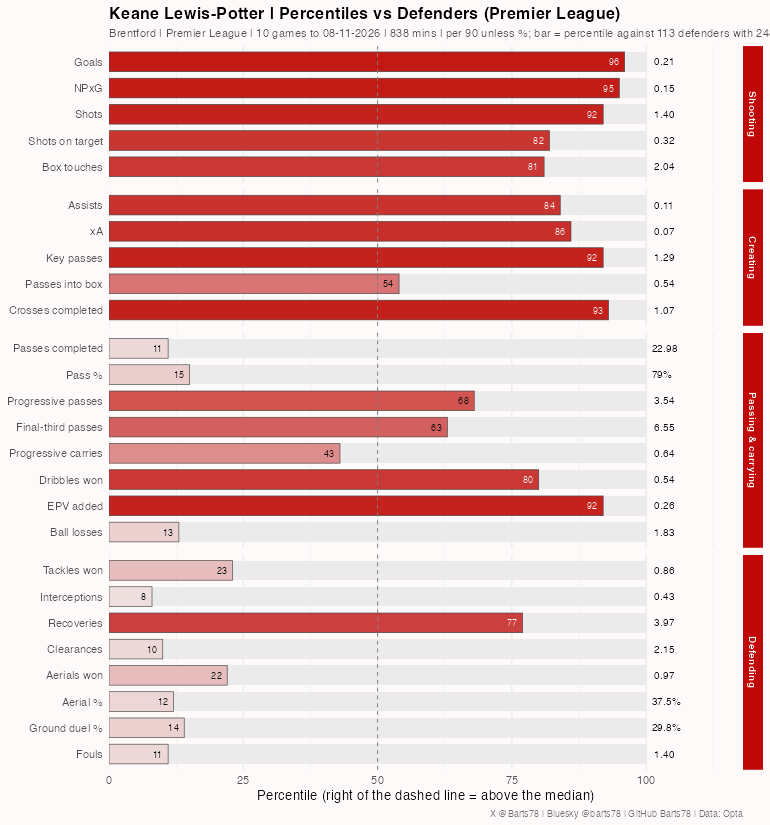 Keane Lewis-Potter | Percentiles vs Defenders (Premier League)
Brentford | Premier League | 10 games to 08-11-2026 | 838 mins | per 90 unless %; bar = percentile against 113 defenders with 24
Goals 96 0.21
NPxG 95 0.15
Shots 92 1.40
Shots on target 82 0.32
Box touches 81 2.04
Shooting
Assists 84 0.11
xA 86 0.07
Key passes 92 1.29
Passes into box 54 0.54
Crosses completed 93 1.07
Creating
Passes completed 11 22.98
Pass % 15 79%
Progressive passes 68 3.54
Final-third passes 63 6.55
Progressive carries 43 0.64
Dribbles won 80 0.54
EPV added 92 0.26
Ball losses 13 1.83
Passing & carrying
Tackles won 23 0.86
Interceptions 8 0.43
Recoveries 77 3.97
Clearances 10 2.15
Aerials won 22 0.97
Aerial % 12 37.5%
Ground duel % 14 29.8%
Fouls 11 1.40
Defending
0 25 50 75 100
Percentile (right of the dashed line = above the median)
X @Barts78 | Bluesky @barts78 | GitHub Barts78 | Data: Opta